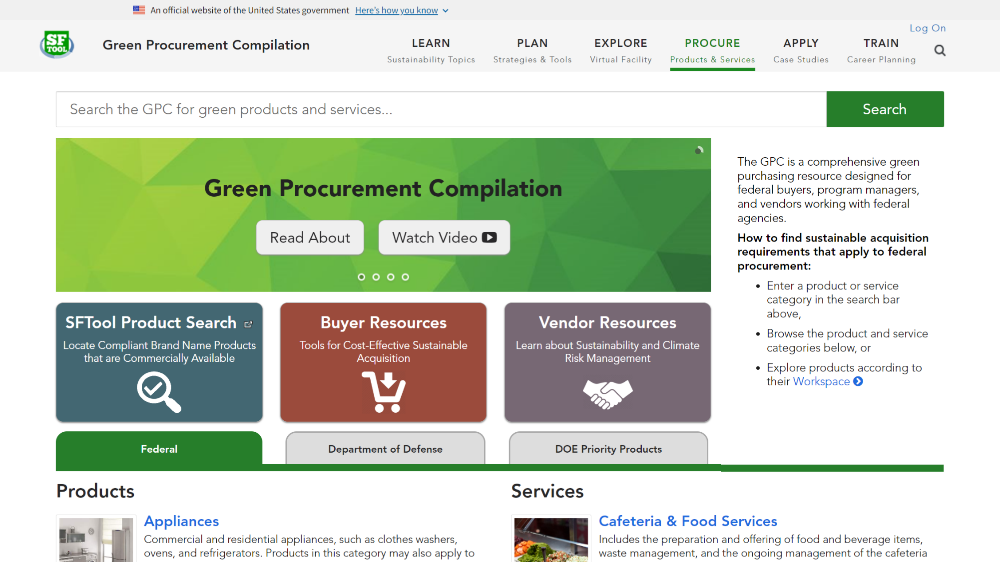 An official website of the United States government Here's how you know
Log On
SF
TOOL
Green Procurement Compilation
LEARN
Sustainability Topics
PLAN
Strategies & Tools
EXPLORE
Virtual Facility
PROCURE
Products & Services
APPLY
Case Studies
TRAIN
Career Planning
Search the GPC for green products and services...
Search
Green Procurement Compilation
Read About
Watch Video
The GPC is a comprehensive green
purchasing resource designed for
federal buyers, program managers,
and vendors working with federal
agencies.
How to find sustainable acquisition
requirements that apply to federal
procurement:
• Enter a product or service
category in the search bar
above,
• Browse the product and service
categories below, or
• Explore products according to
their Workspace
SFTool Product Search
Locate Compliant Brand Name Products
that are Commercially Available
Buyer Resources
Tools for Cost-Effective Sustainable
Acquisition
Vendor Resources
Learn about Sustainability and Climate
Risk Management
Federal
Department of Defense
DOE Priority Products
Products
Appliances
Commercial and residential appliances, such as clothes washers,
ovens, and refrigerators. Products in this category may also apply to
Services
Cafeteria & Food Services
Includes the preparation and offering of food and beverage items,
waste management, and the ongoing management of the cafeteria